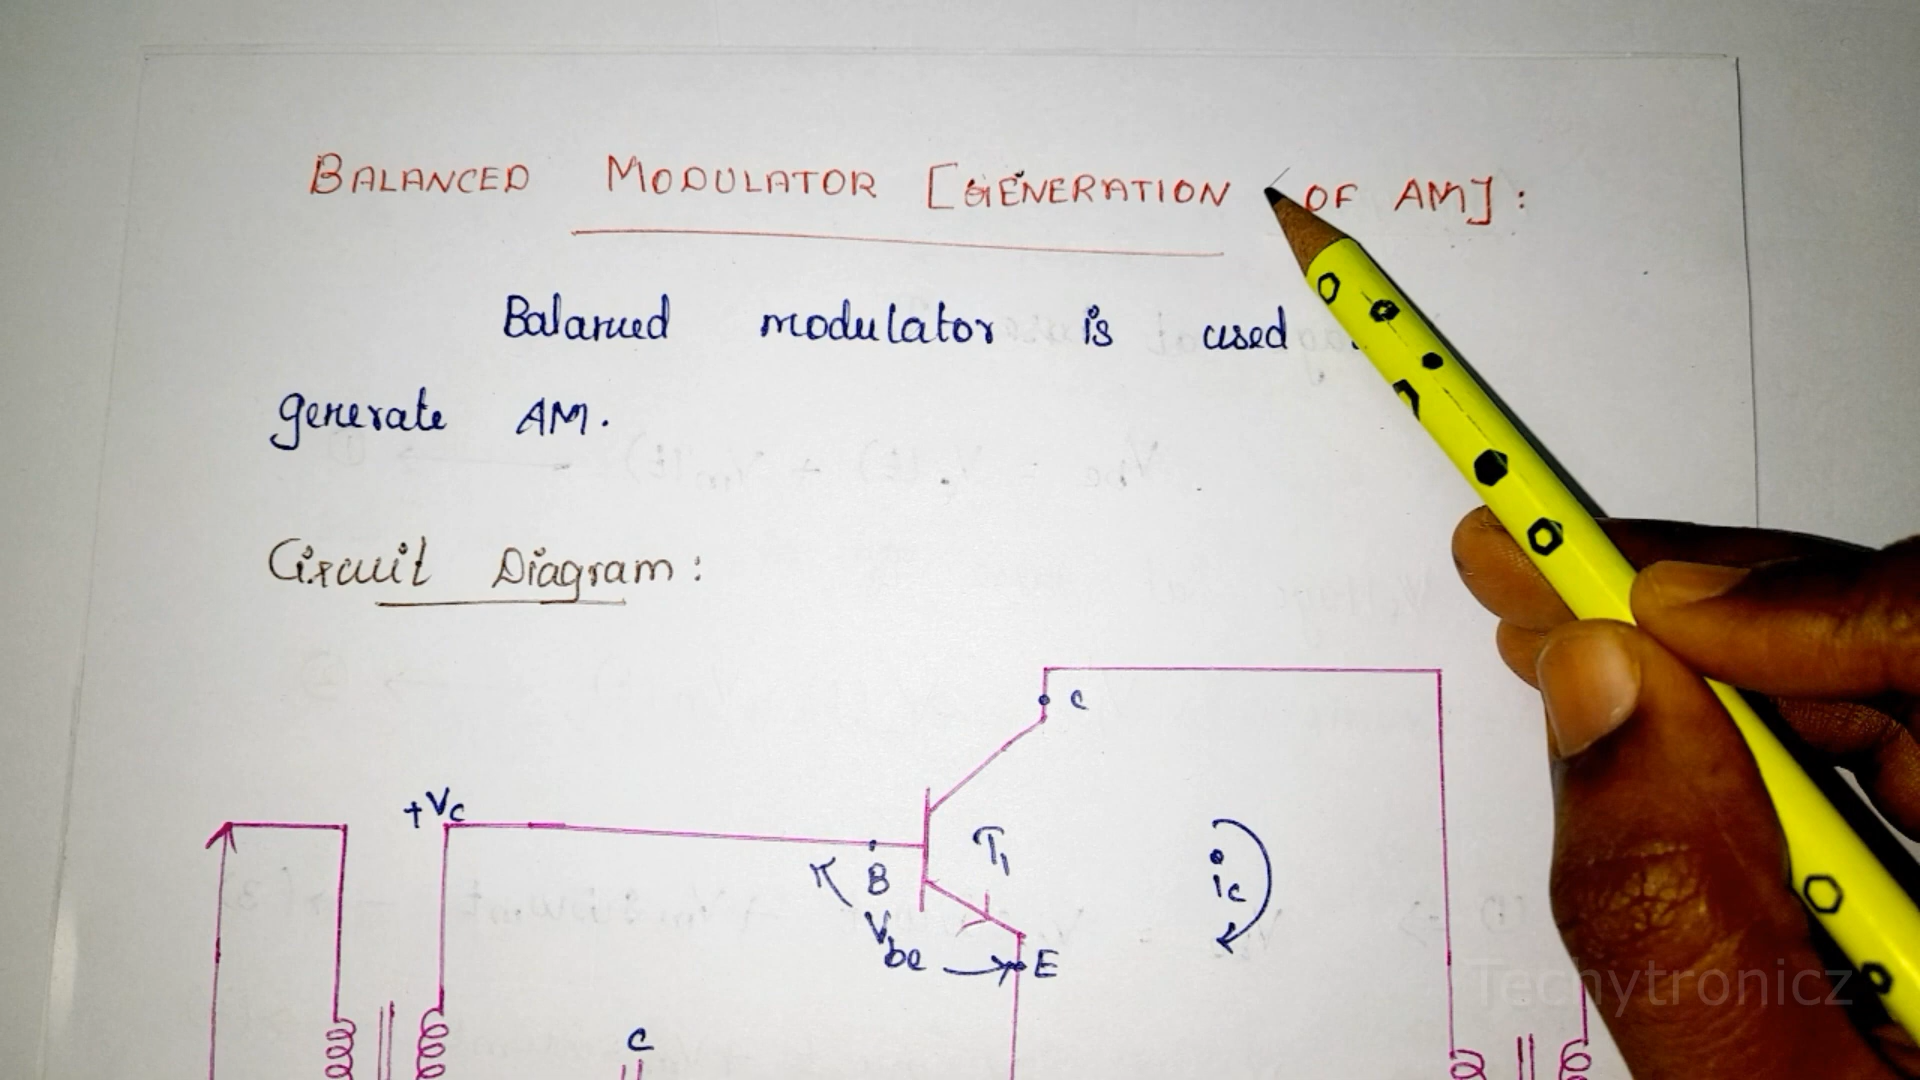 BALANCED MODULATOR [GENERATION OF AM]:
Balanced modulator is used
generate AM.
Circuit Diagram:
C
+Vc
B
T1
ic
Vbe
E
C
Techytronicz